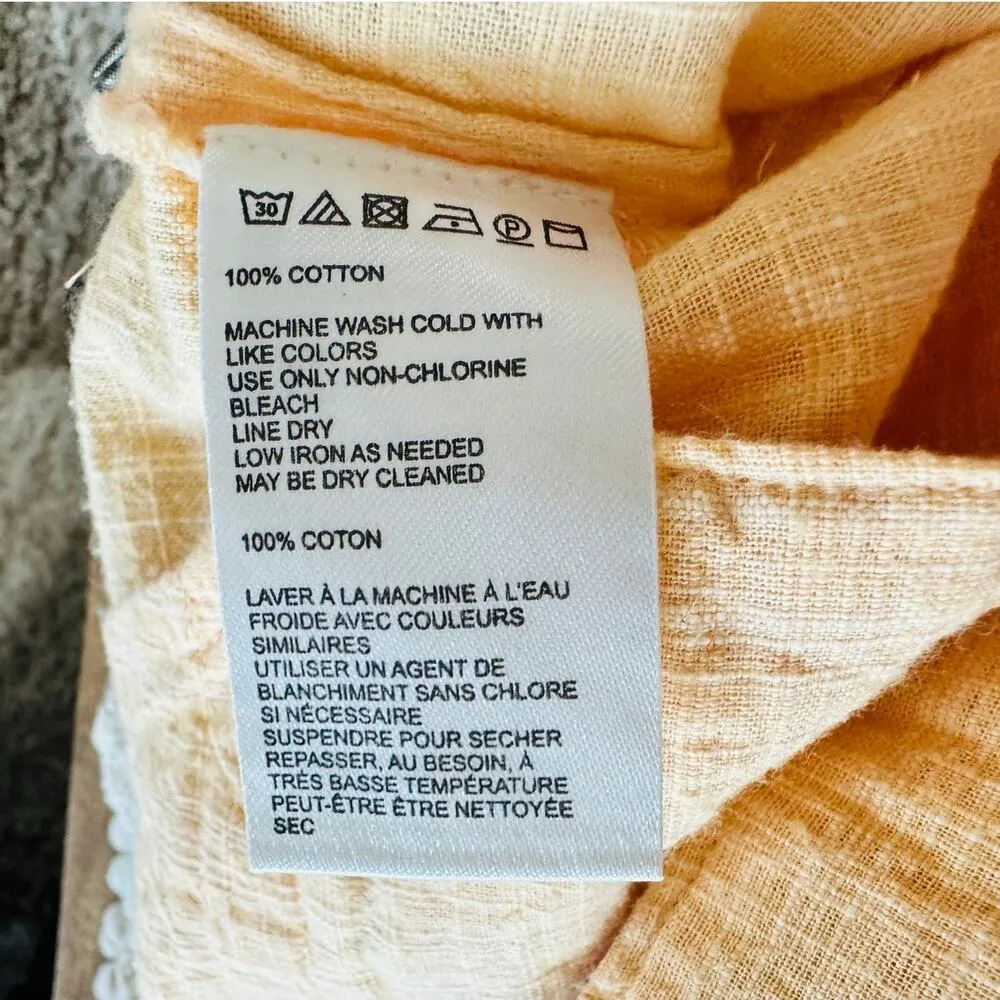 30 P
100% COTTON
MACHINE WASH COLD WITH
LIKE COLORS
USE ONLY NON-CHLORINE
BLEACH
LINE DRY
LOW IRON AS NEEDED
MAY BE DRY CLEANED
100% COTON
LAVER À LA MACHINE À L'EAU
FROIDE AVEC COULEURS
SIMILAIRES
UTILISER UN AGENT DE
BLANCHIMENT SANS CHLORE
SI NÉCESSAIRE
SUSPENDRE POUR SECHER
REPASSER, AU BESOIN, À
TRÈS BASSE TEMPÉRATURE
PEUT-ÊTRE ÊTRE NETTOYÉE
SEC